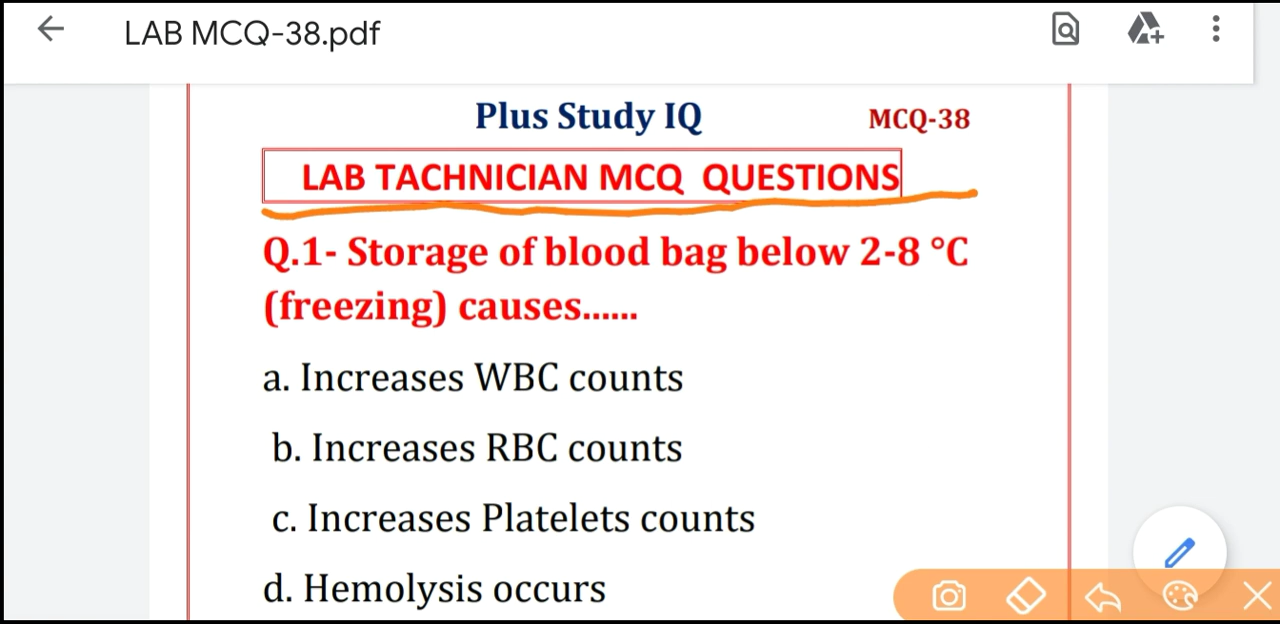 LAB MCQ-38.pdf
Plus Study IQ MCQ-38
LAB TACHNICIAN MCQ QUESTIONS
Q.1- Storage of blood bag below 2-8 °C
(freezing) causes......
a. Increases WBC counts
b. Increases RBC counts
c. Increases Platelets counts
d. Hemolysis occurs